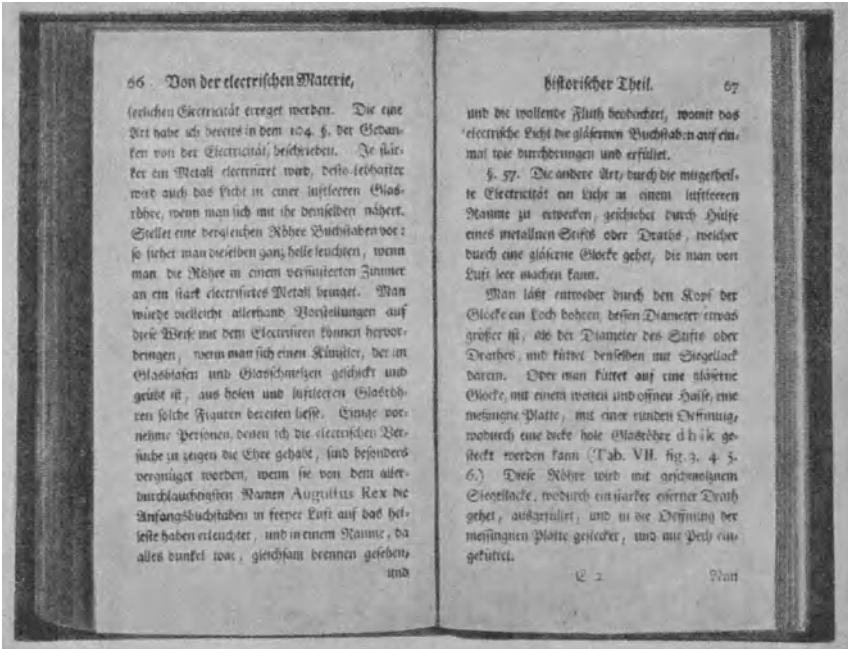 66 Von der electrischen Materie,
serlichen Electricität erreget werden. Die eine
Art habe ich bereits in dem 104. §. der Gedan-
ken von der Electricität, beschrieben. Je stär-
ker ein Metall electrisiret wird, desto lebhafter
wird auch das Licht in einer luftleeren Glas-
röhre, wenn man sich mit ihr demselben nähert.
Stellet eine dergleichen Röhre Buchstaben vor:
so siehet man dieselben ganz helle leuchten, wenn
man die Röhre in einem verfinsterten Zimmer
an ein stark electrisirtes Metall bringet. Man
würde vielleicht allerhand Vorstellungen auf
diese Weise mit dem Electrisiren können hervor-
bringen, wenn man sich einen Künstler, der im
Glasblasen und Glasschmelzen geschickt und
geübt ist, aus holen und luftleeren Glasröh-
ren solche Figuren bereiten liesse. Einige vor-
nehme Personen, denen ich die electrischen Ver-
suche zu zeigen die Ehre gehabt, sind besonders
vergnüget worden, wenn sie von dem aller-
durchlauchtigsten Namen Augustus Rex die
Anfangsbuchstaben in freyer Luft auf das hel-
leste haben erleuchtet, und in einem Raume, da
alles dunkel war, gleichsam brennen gesehen,
und
historischer Theil. 67
und die wallende Fluth beobachtet, womit das
electrische Licht die gläsernen Buchstaben auf ein-
mal wie durchdrungen und erfüllet.
§. 57. Die andere Art, durch die mitgetheil-
te Electricität ein Licht in einem luftleeren
Raume zu erwecken, geschiehet durch Hülfe
eines metallnen Stifts oder Draths, welcher
durch eine gläserne Glocke gehet, die man von
Luft leer machen kann.
Man läßt entweder durch den Kopf der
Glocke ein Loch bohren, dessen Diameter etwas
größer ist, als der Diameter des Stifts oder
Drathes, und küttet denselben mit Siegellack
darein. Oder man küttet auf eine gläserne
Glocke, mit einem weiten und offnen Halse, eine
meßingne Platte, mit einer runden Oeffnung,
wodurch eine dicke hole Glasröhre d h i k ge-
steckt werden kann (Tab. VII. fig. 3. 4. 5.
6.) Diese Röhre wird mit geschmolznem
Siegellacke, wodurch ein starker eiserner Drath
gehet, ausgefüllet, und in die Oeffnung der
messingnen Platte gestecket, und mit Pech ein-
geküttet.
E 2 Man